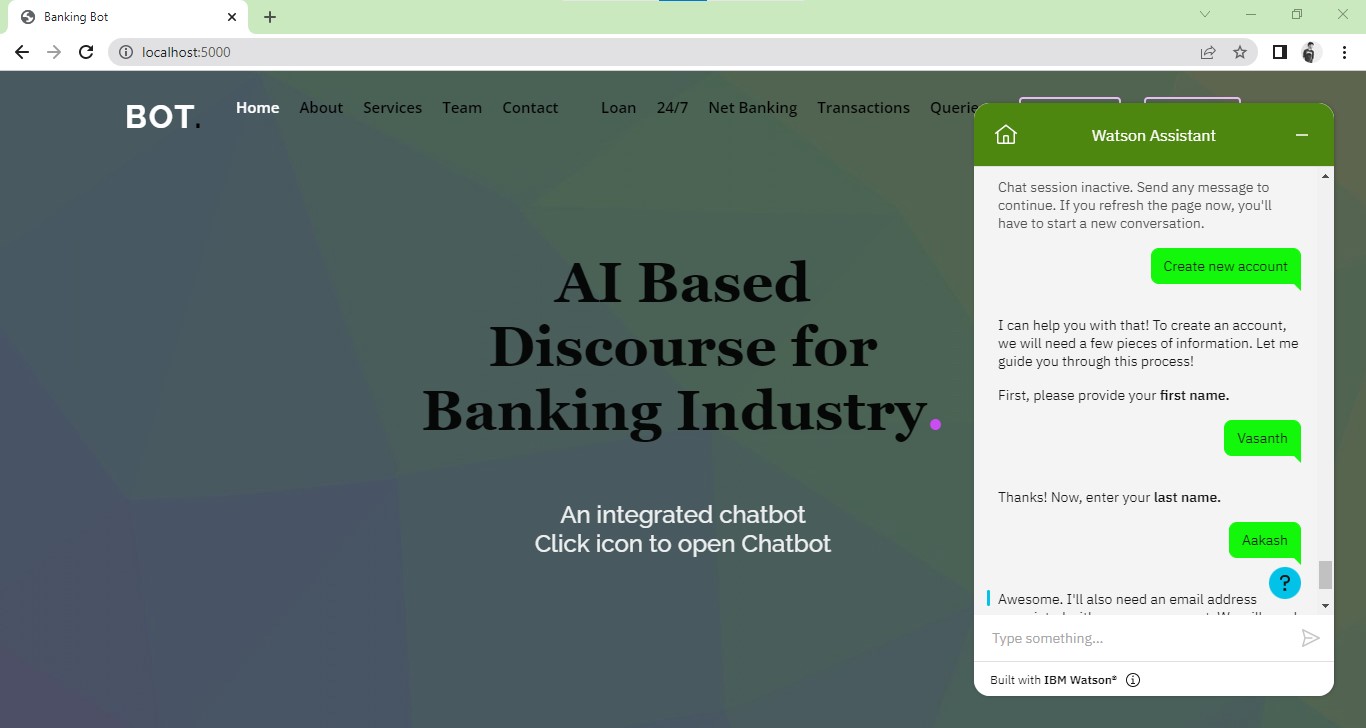 Banking Bot
localhost:5000
BOT.
Home About Services Team Contact Loan 24/7 Net Banking Transactions
AI Based
Discourse for
Banking Industry.
An integrated chatbot
Click icon to open Chatbot
Watson Assistant
Chat session inactive. Send any message to
continue. If you refresh the page now, you'll
have to start a new conversation.
Create new account
I can help you with that! To create an account,
we will need a few pieces of information. Let me
guide you through this process!
First, please provide your first name.
Vasanth
Thanks! Now, enter your last name.
Aakash
?
Awesome. I'll also need an email address
Type something...
Built with IBM Watson®